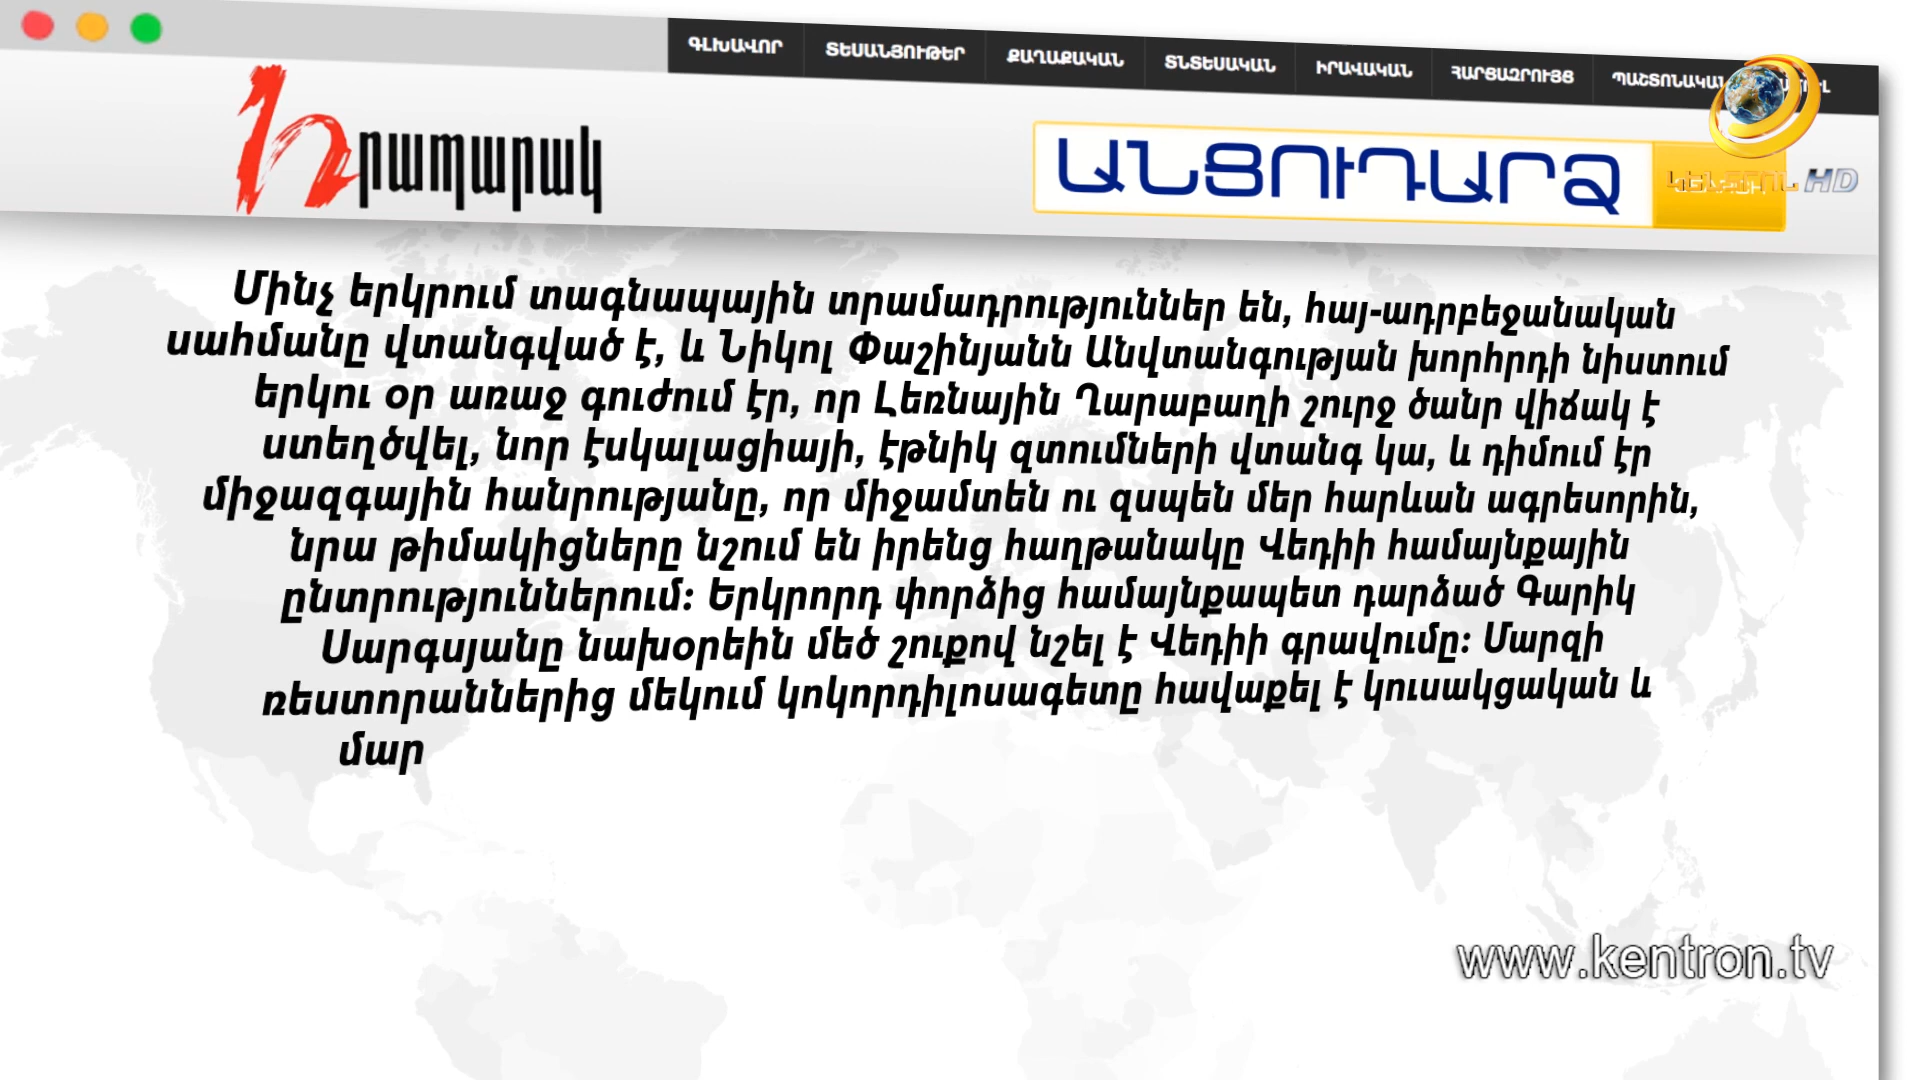 ԳԼԽԱՎՈՐ ՏԵՍԱՆՅՈՒԹԵՐ ՔԱՂԱՔԱԿԱՆ ՏՆՏԵՍԱԿԱՆ ԻՐԱՎԱԿԱՆ ՀԱՐՑԱԶՐՈՒՅՑ
հրապարակ
ԱՆՑՈՒԴԱՐՁ
ԿԵՆՏՐՈՆ HD
Մինչ երկրում տագնապային տրամադրություններ են, հայ-ադրբեջանական
սահմանը վտանգված է, և Նիկոլ Փաշինյանն Անվտանգության խորհրդի նիստում
երկու օր առաջ գուժում էր, որ Լեռնային Ղարաբաղի շուրջ ծանր վիճակ է
ստեղծվել, նոր էսկալացիայի, էթնիկ զտումների վտանգ կա, և դիմում էր
միջազգային հանրությանը, որ միջամտեն ու զսպեն մեր հարևան ագրեսորին,
նրա թիմակիցները նշում են իրենց հաղթանակը Վեդիի համայնքային
ընտրություններում: Երկրորդ փորձից համայնքապետ դարձած Գարիկ
Սարգսյանը նախօրեին մեծ շուքով նշել է Վեդիի գրավումը: Մարզի
ռեստորաններից մեկում կոկորդիլոսագետը հավաքել է կուսակցական և
մար
www.kentron.tv